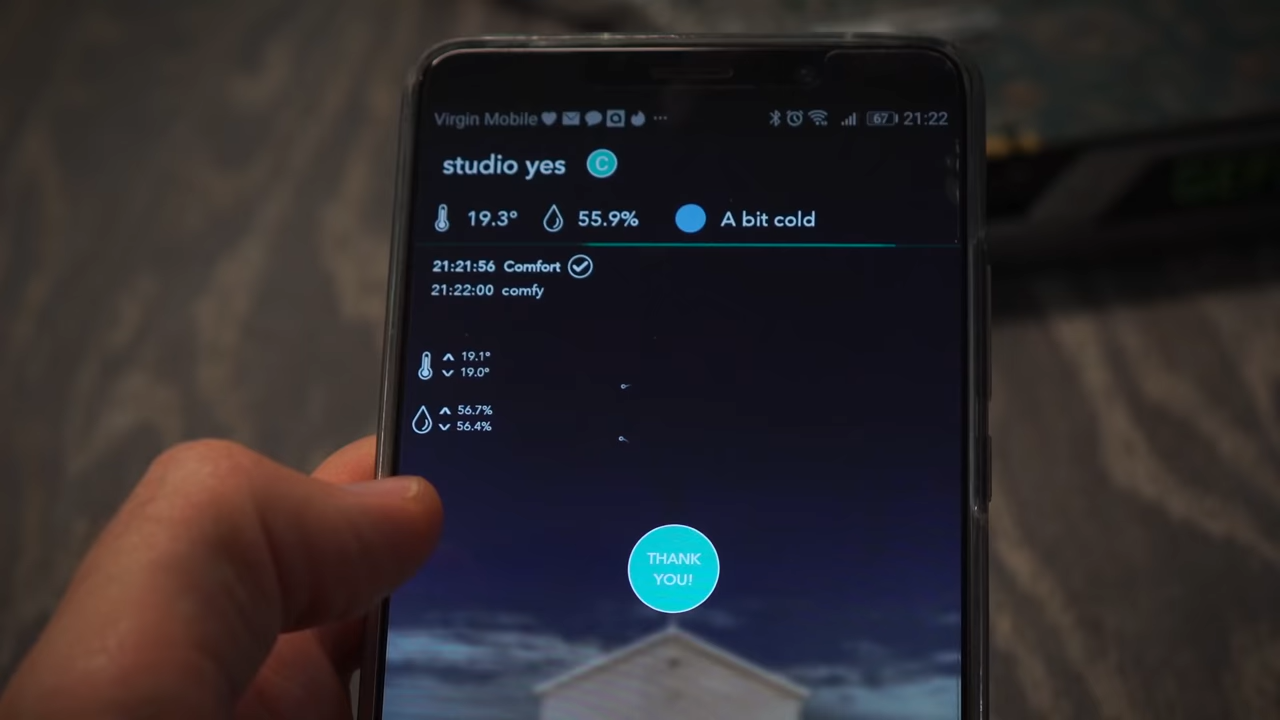 Virgin Mobile ... 67 21:22
studio yes C
19.3° 55.9% A bit cold
21:21:56 Comfort
21:22:00 comfy
19.1°
19.0°
56.7%
56.4%
THANK
YOU!